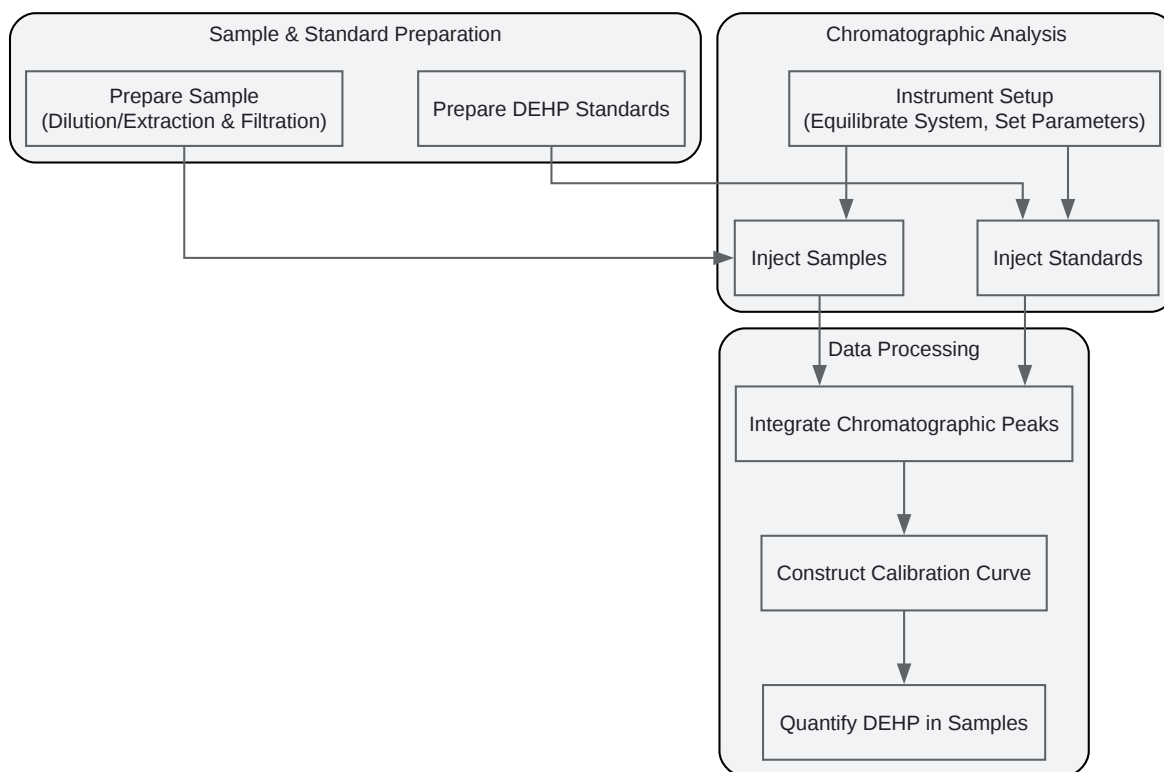 Sample & Standard Preparation
Prepare Sample
(Dilution/Extraction & Filtration)
Prepare DEHP Standards
Chromatographic Analysis
Instrument Setup
(Equilibrate System, Set Parameters)
Inject Samples
Inject Standards
Data Processing
Integrate Chromatographic Peaks
Construct Calibration Curve
Quantify DEHP in Samples